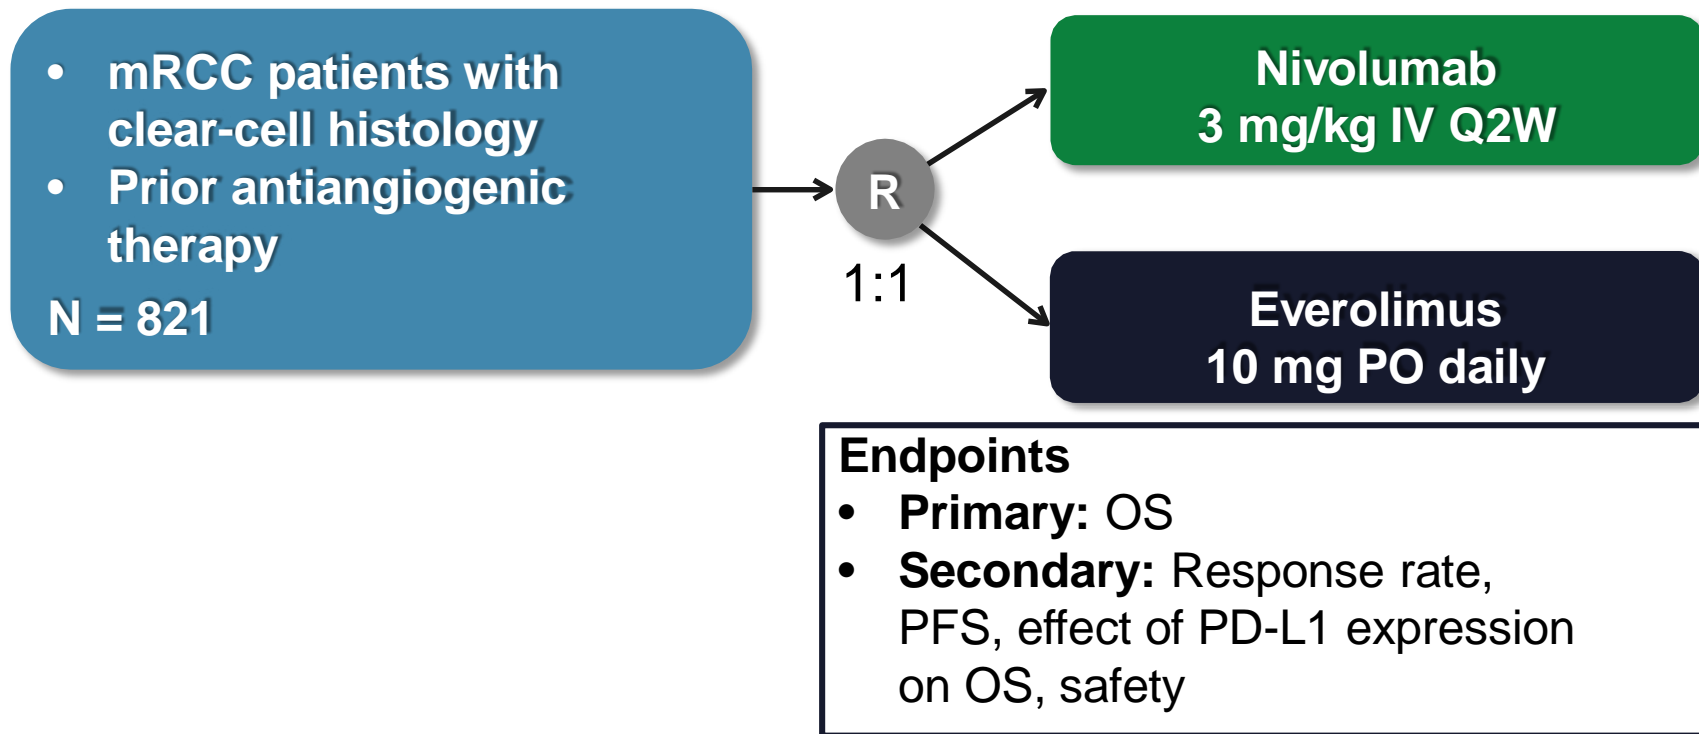 • mRCC patients with
clear-cell histology
• Prior antiangiogenic
therapy
N = 821
R
1:1
Nivolumab
3 mg/kg IV Q2W
Everolimus
10 mg PO daily
Endpoints
• Primary: OS
• Secondary: Response rate,
PFS, effect of PD-L1 expression
on OS, safety